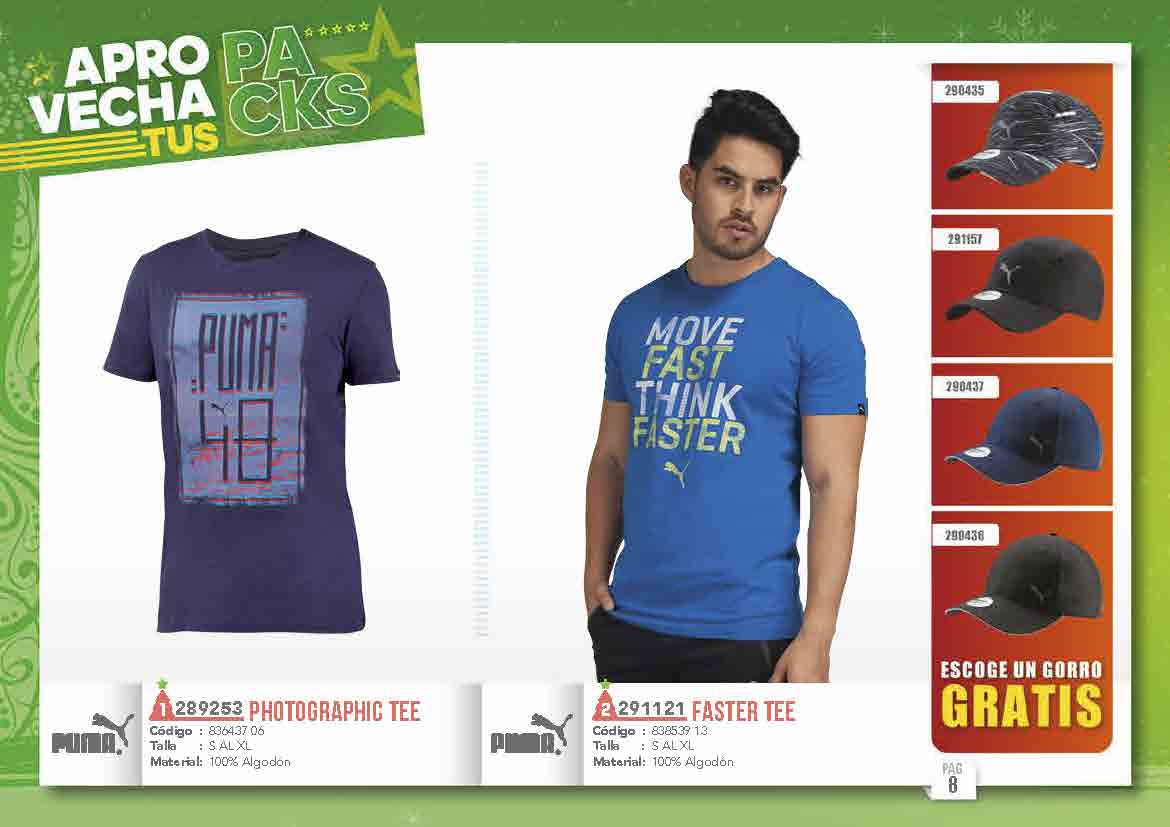 APRO
VECHA
TUS
PA
CKS
PUMA
MOVE
FAST
THINK
FASTER
290435
291157
290437
290436
ESCOGE UN GORRO
GRATIS
PUMA
1 289253 PHOTOGRAPHIC TEE
Código : 836437 06
Talla : S AL XL
Material: 100% Algodón
PUMA
2 291121 FASTER TEE
Código : 838539 13
Talla : S AL XL
Material: 100% Algodón
PAG
8